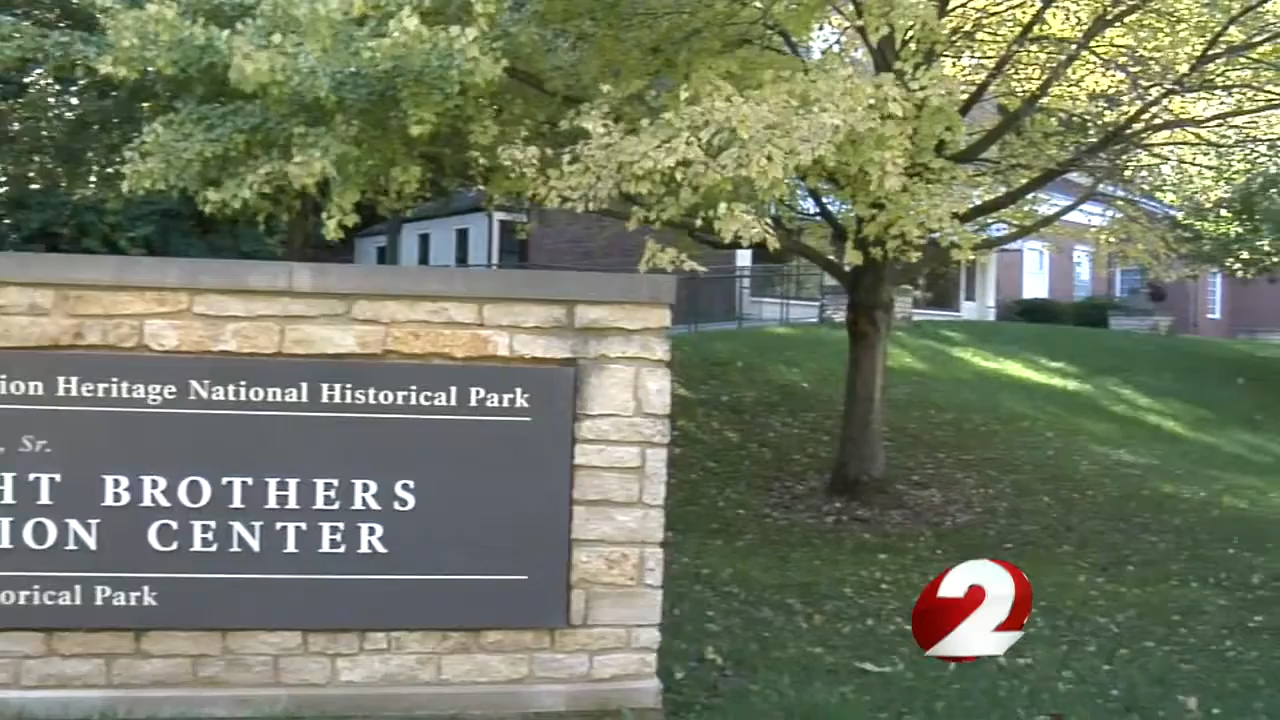 ion Heritage National Historical Park
, Sr.
HT BROTHERS
ION CENTER
orical Park
2